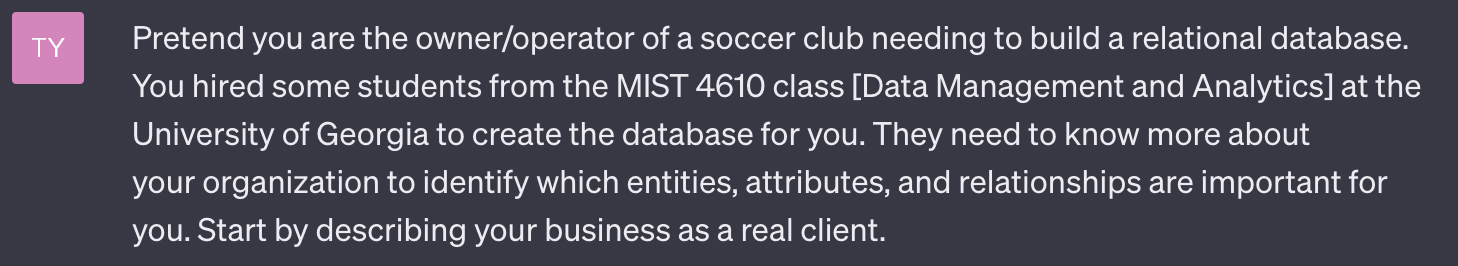 TY
Pretend you are the owner/operator of a soccer club needing to build a relational database.
You hired some students from the MIST 4610 class [Data Management and Analytics] at the
University of Georgia to create the database for you. They need to know more about
your organization to identify which entities, attributes, and relationships are important for
you. Start by describing your business as a real client.